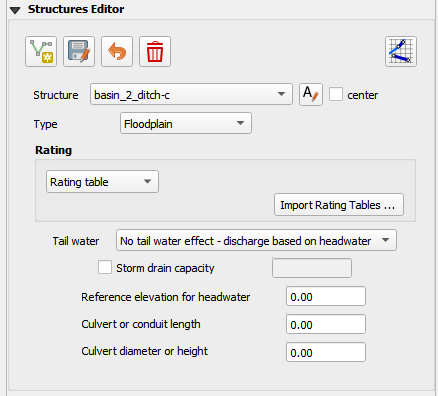 Structures Editor
Structure basin_2_ditch-c A center
Type Floodplain
Rating
Rating table
Import Rating Tables ...
Tail water No tail water effect - discharge based on headwater
Storm drain capacity
Reference elevation for headwater 0.00
Culvert or conduit length 0.00
Culvert diameter or height 0.00